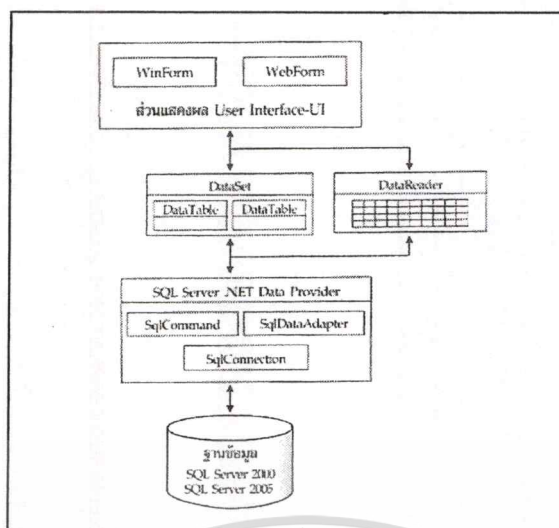 WinForm
WebForm
ส่วนแสดงผล User Interface-UI
DataSet
DataReader
DataTable
DataTable
SQL Server .NET Data Provider
SqlCommand
SqlDataAdapter
SqlConnection
ฐานข้อมูล
SQL Server 2000
SQL Server 2005